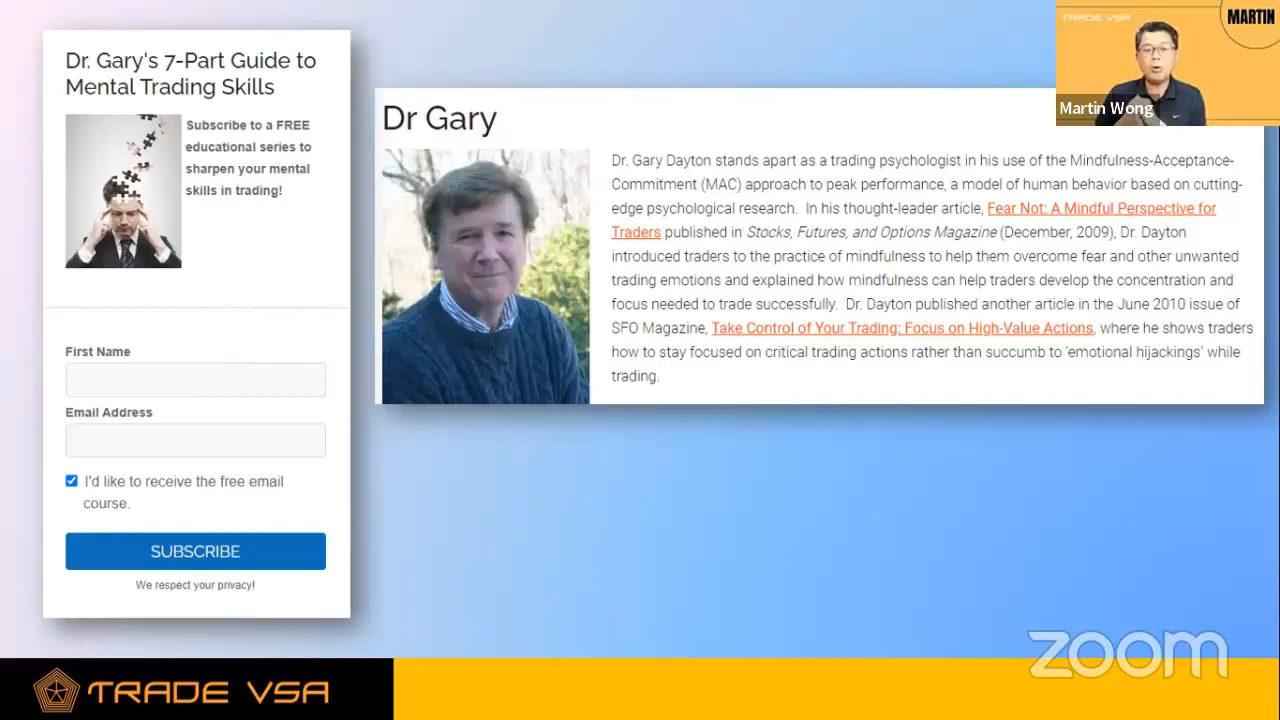 Dr. Gary's 7-Part Guide to
Mental Trading Skills
Subscribe to a FREE
educational series to
sharpen your mental
skills in trading!
First Name
Email Address
I'd like to receive the free email
course.
SUBSCRIBE
We respect your privacy!
Dr Gary
Dr. Gary Dayton stands apart as a trading psychologist in his use of the Mindfulness-Acceptance-
Commitment (MAC) approach to peak performance, a model of human behavior based on cutting-
edge psychological research. In his thought-leader article, Fear Not: A Mindful Perspective for
Traders published in Stocks, Futures, and Options Magazine (December, 2009), Dr. Dayton
introduced traders to the practice of mindfulness to help them overcome fear and other unwanted
trading emotions and explained how mindfulness can help traders develop the concentration and
focus needed to trade successfully. Dr. Dayton published another article in the June 2010 issue of
SFO Magazine, Take Control of Your Trading: Focus on High-Value Actions, where he shows traders
how to stay focused on critical trading actions rather than succumb to 'emotional hijackings' while
trading.
TRADE VSA
MARTIN
Martin Wong
zoom
TRADE VSA